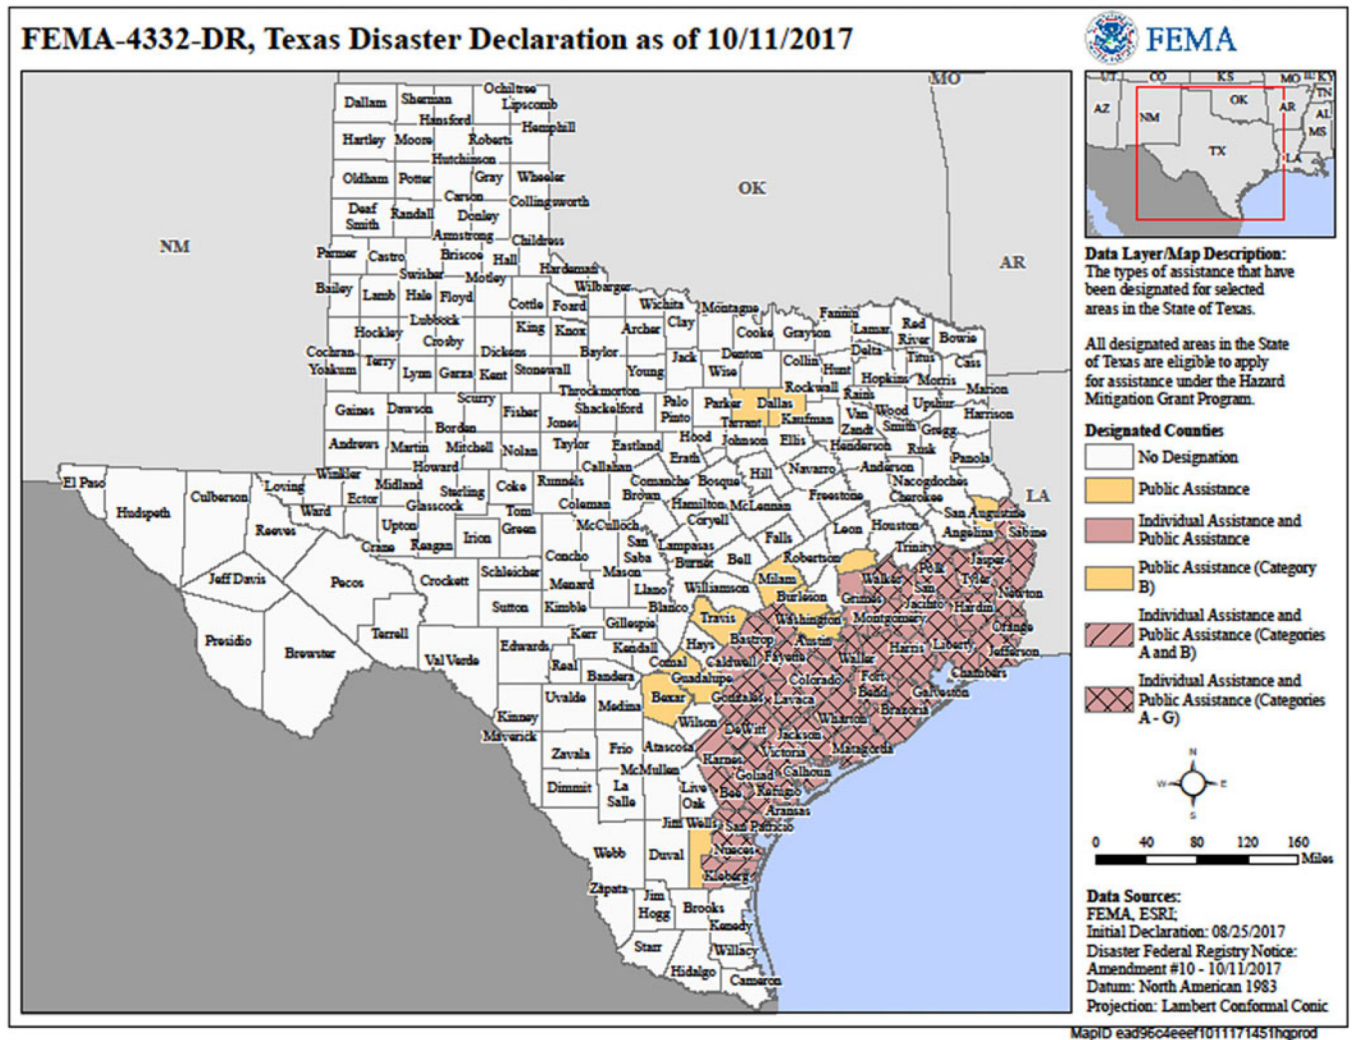 FEMA-4332-DR, Texas Disaster Declaration as of 10/11/2017
FEMA
MO
UT CO KS MO IL KY
OK TN
AZ NM AR AL
MS
TX LA
Ochiltree
Dallam Sherman Lipscomb
Hansford Hemphill
Hartley Moore Roberts
Hutchinson
Oldham Potter Gray Wheeler
OK
Carson Collingsworth
Deaf
Smith Randall Donley
Armstrong Childress
NM
Parmer Castro Briscoe Hall
AR
Swisher Motley Hardeman
Bailey Lamb Hale Floyd Wilbarger
Cottle Foard Wichita Montague
Hockley Lubbock King Knox Archer Clay Cooke Grayson Fannin Lamar Red
River Bowie
Crosby
Cochran Dickens Baylor Jack Denton Collin Delta Titus Cass
Yoakum Terry Lynn Garza Kent Stonewall Young Wise Hunt Hopkins Morris Marion
Throckmorton Rockwall Rains
Gaines Dawson Scurry Fisher Jones Shackelford Palo
Pinto Parker Dallas Kaufman Van
Zandt Wood Upshur Harrison
Borden Tarrant Smith Gregg
Andrews Martin Mitchell Nolan Taylor Eastland Hood Johnson Ellis Henderson Rusk Panola
Howard Callahan Erath
El Paso Winkler Midland Coke Runnels Comanche Bosque Hill Navarro Anderson Nacogdoches
LA
Hudspeth Culberson Loving Ector Sterling Coleman Brown Hamilton McLennan Freestone Cherokee
Ward Glasscock Tom
Green San Augustine
Reeves Upton Irion McCulloch Coryell Falls Leon Houston Angelina Sabine
Crane Reagan Concho San
Saba Lampasas Bell Robertson Trinity Jasper
Jeff Davis Pecos Crockett Schleicher Menard Mason Burnet Milam Walker Polk Tyler Newton
Sutton Kimble Llano Williamson Burleson Grimes San
Jacinto Hardin
Presidio Brewster Terrell Gillespie Blanco Travis Washington Montgomery Orange
Val Verde Edwards Kerr Kendall Hays Bastrop Austin Harris Liberty Jefferson
Real Bandera Comal Caldwell Fayette Waller Chambers
Uvalde Medina Bexar Guadalupe Gonzales Colorado Lavaca Fort
Bend Galveston
Kinney Wilson DeWitt Wharton Brazoria
Maverick Zavala Frio Atascosa Karnes Jackson Matagorda
McMullen Victoria
Dimmit La
Salle Live
Oak Goliad Calhoun
Bee Refugio
Jim Wells Aransas
San Patricio
Webb Duval Nueces
Kleberg
Zapata Jim
Hogg Brooks
Kenedy
Starr Willacy
Hidalgo Cameron
Data Layer/Map Description:
The types of assistance that have
been designated for selected
areas in the State of Texas.
All designated areas in the State
of Texas are eligible to apply
for assistance under the Hazard
Mitigation Grant Program.
Designated Counties
No Designation
Public Assistance
Individual Assistance and
Public Assistance
Public Assistance (Category
B)
Individual Assistance and
Public Assistance (Categories
A and B)
Individual Assistance and
Public Assistance (Categories
A - G)
N
W E
S
0 40 80 120 160
Miles
Data Sources:
FEMA, ESRI;
Initial Declaration: 08/25/2017
Disaster Federal Registry Notice:
Amendment #10 - 10/11/2017
Datum: North American 1983
Projection: Lambert Conformal Conic
MapID ead96c4eeef1011171451hqprod